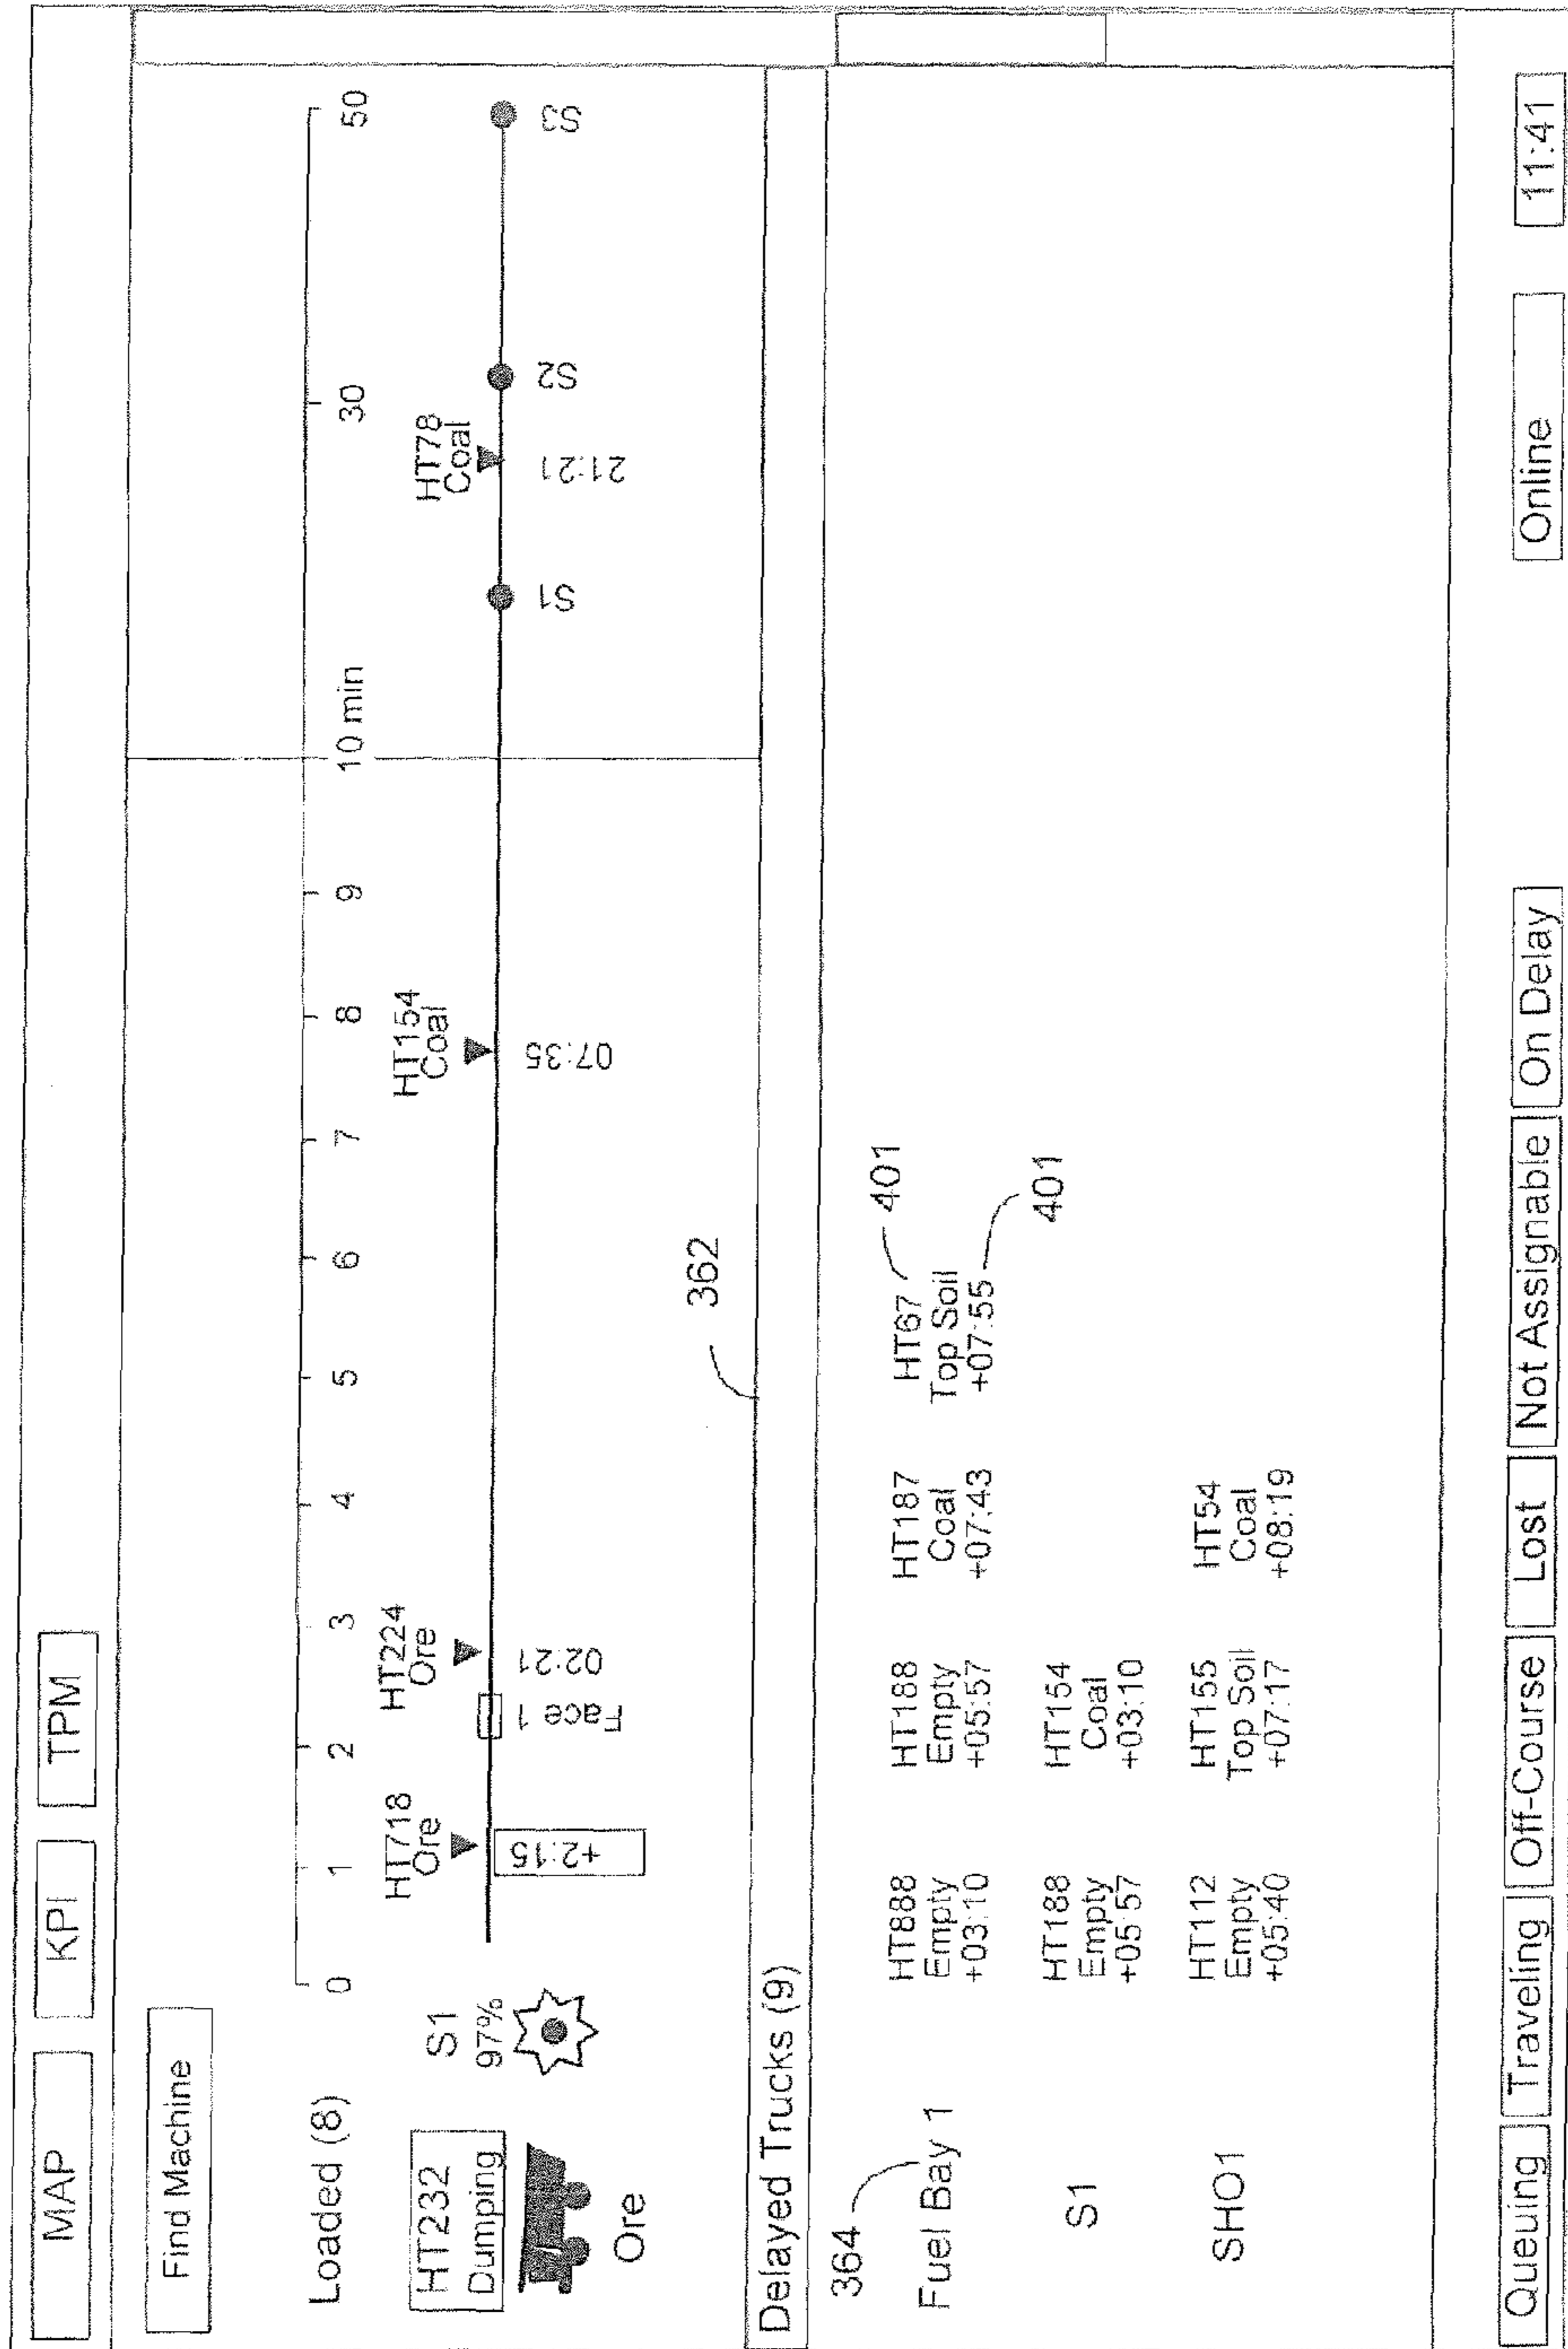 MAP
KPI
TPM
Find Machine
Loaded (8)
0
1
2
3
4
5
6
7
8
9
10 min
30
50
HT232
Dumping
Ore
S1
97%
HT718
Ore
+2:15
Face 1
HT224
Ore
02:21
HT154
Coal
07:35
S1
HT78
Coal
21:21
S2
S3
362
Delayed Trucks (9)
364
Fuel Bay 1
HT888
Empty
+03:10
HT188
Empty
+05:57
HT187
Coal
+07:43
HT67
Top Soil
+07:55
401
401
S1
HT188
Empty
+05:57
HT154
Coal
+03:10
SHO1
HT112
Empty
+05:40
HT155
Top Soil
+07:17
HT54
Coal
+08:19
Queuing
Traveling
Off-Course
Lost
Not Assignable
On Delay
Online
11:41